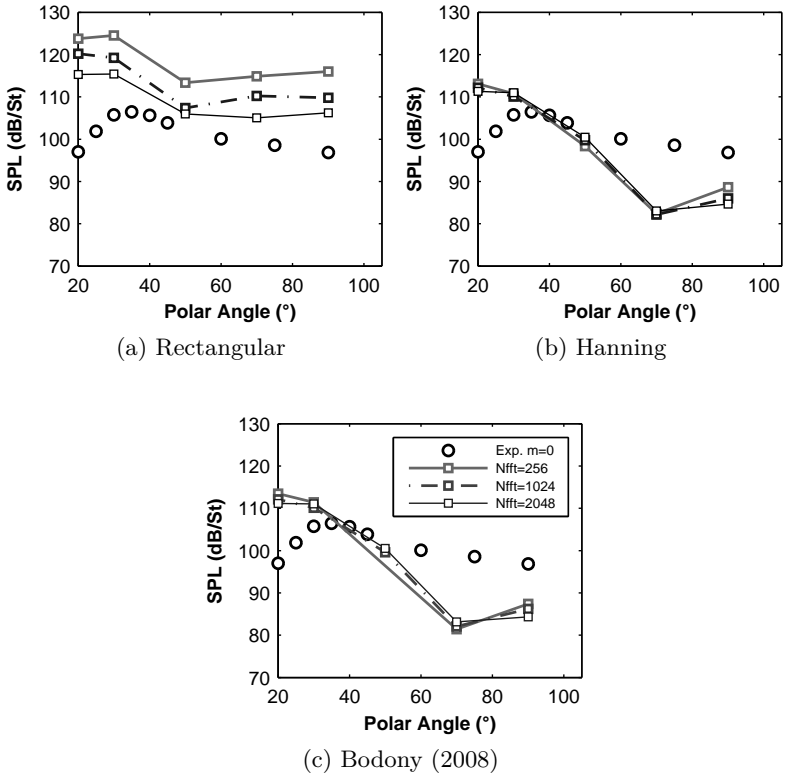 130
120
110
100
90
80
70
SPL (dB/St)
20 40 60 80 100
Polar Angle (°)
(a) Rectangular
130
120
110
100
90
80
70
SPL (dB/St)
20 40 60 80 100
Polar Angle (°)
(b) Hanning
130
120
110
100
90
80
70
SPL (dB/St)
Exp. m=0
Nfft=256
Nfft=1024
Nfft=2048
20 40 60 80 100
Polar Angle (°)
(c) Bodony (2008)